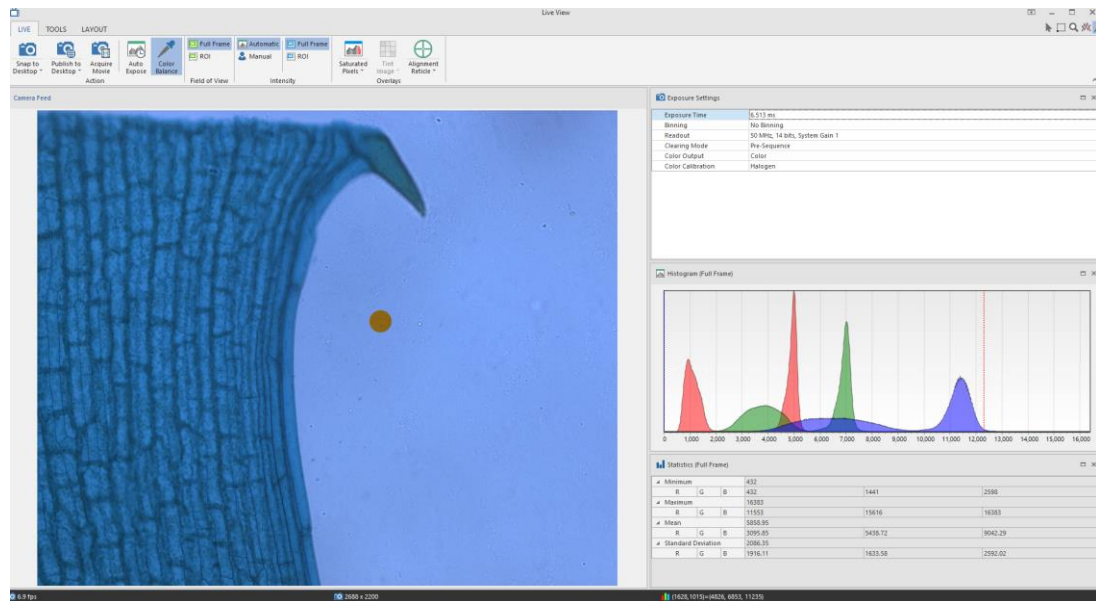 Live View
LIVE TOOLS LAYOUT
Snap to Desktop Publish to Desktop Acquire Movie Auto Expose Color Balance Full Frame ROI Automatic Manual Full Frame ROI Saturated Pixels Tint Image Alignment Reticle
Action Field of View Intensity Overlays
Camera Feed
Exposure Settings
Exposure Time 6.513 ms
Binning No Binning
Readout 50 MHz, 14 bits, System Gain 1
Clearing Mode Pre-Sequence
Color Output Color
Color Calibration Halogen
Histogram (Full Frame)
0 1,000 2,000 3,000 4,000 5,000 6,000 7,000 8,000 9,000 10,000 11,000 12,000 13,000 14,000 15,000 16,000
Statistics (Full Frame)
Minimum 432
R G B 432 1441 2598
Maximum 16383
R G B 11553 15616 16383
Mean 5858.95
R G B 3095.85 5438.72 9042.29
Standard Deviation 2086.35
R G B 1916.11 1633.58 2592.02
6.9 fps 2688 x 2200 (1628,1015)=(4826, 6853, 11235)